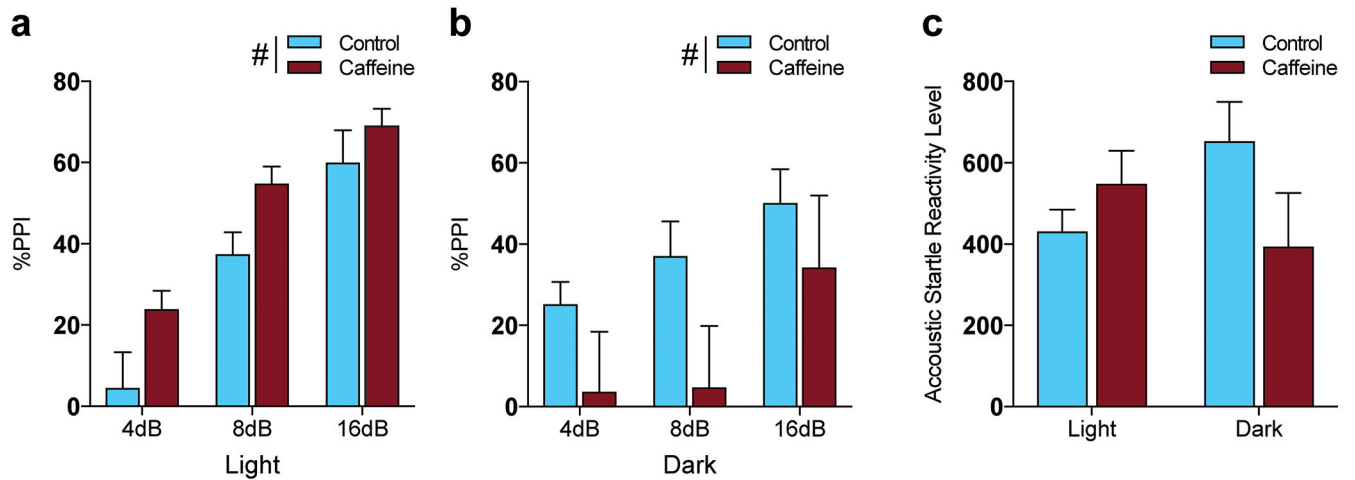 a
# Control
Caffeine
%PPI
80
60
40
20
0
4dB 8dB 16dB
Light
b
# Control
Caffeine
%PPI
80
60
40
20
0
4dB 8dB 16dB
Dark
c
Control
Caffeine
Accoustic Startle Reactivity Level
800
600
400
200
0
Light Dark